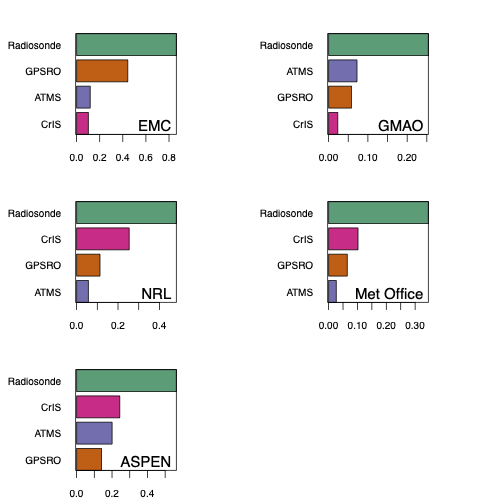 Radiosonde
GPSRO
ATMS
CrIS
EMC
0.0 0.2 0.4 0.6 0.8
Radiosonde
ATMS
GPSRO
CrIS
GMAO
0.00 0.10 0.20
Radiosonde
CrIS
GPSRO
ATMS
NRL
0.0 0.2 0.4
Radiosonde
CrIS
GPSRO
ATMS
Met Office
0.00 0.10 0.20 0.30
Radiosonde
CrIS
ATMS
GPSRO
ASPEN
0.0 0.2 0.4